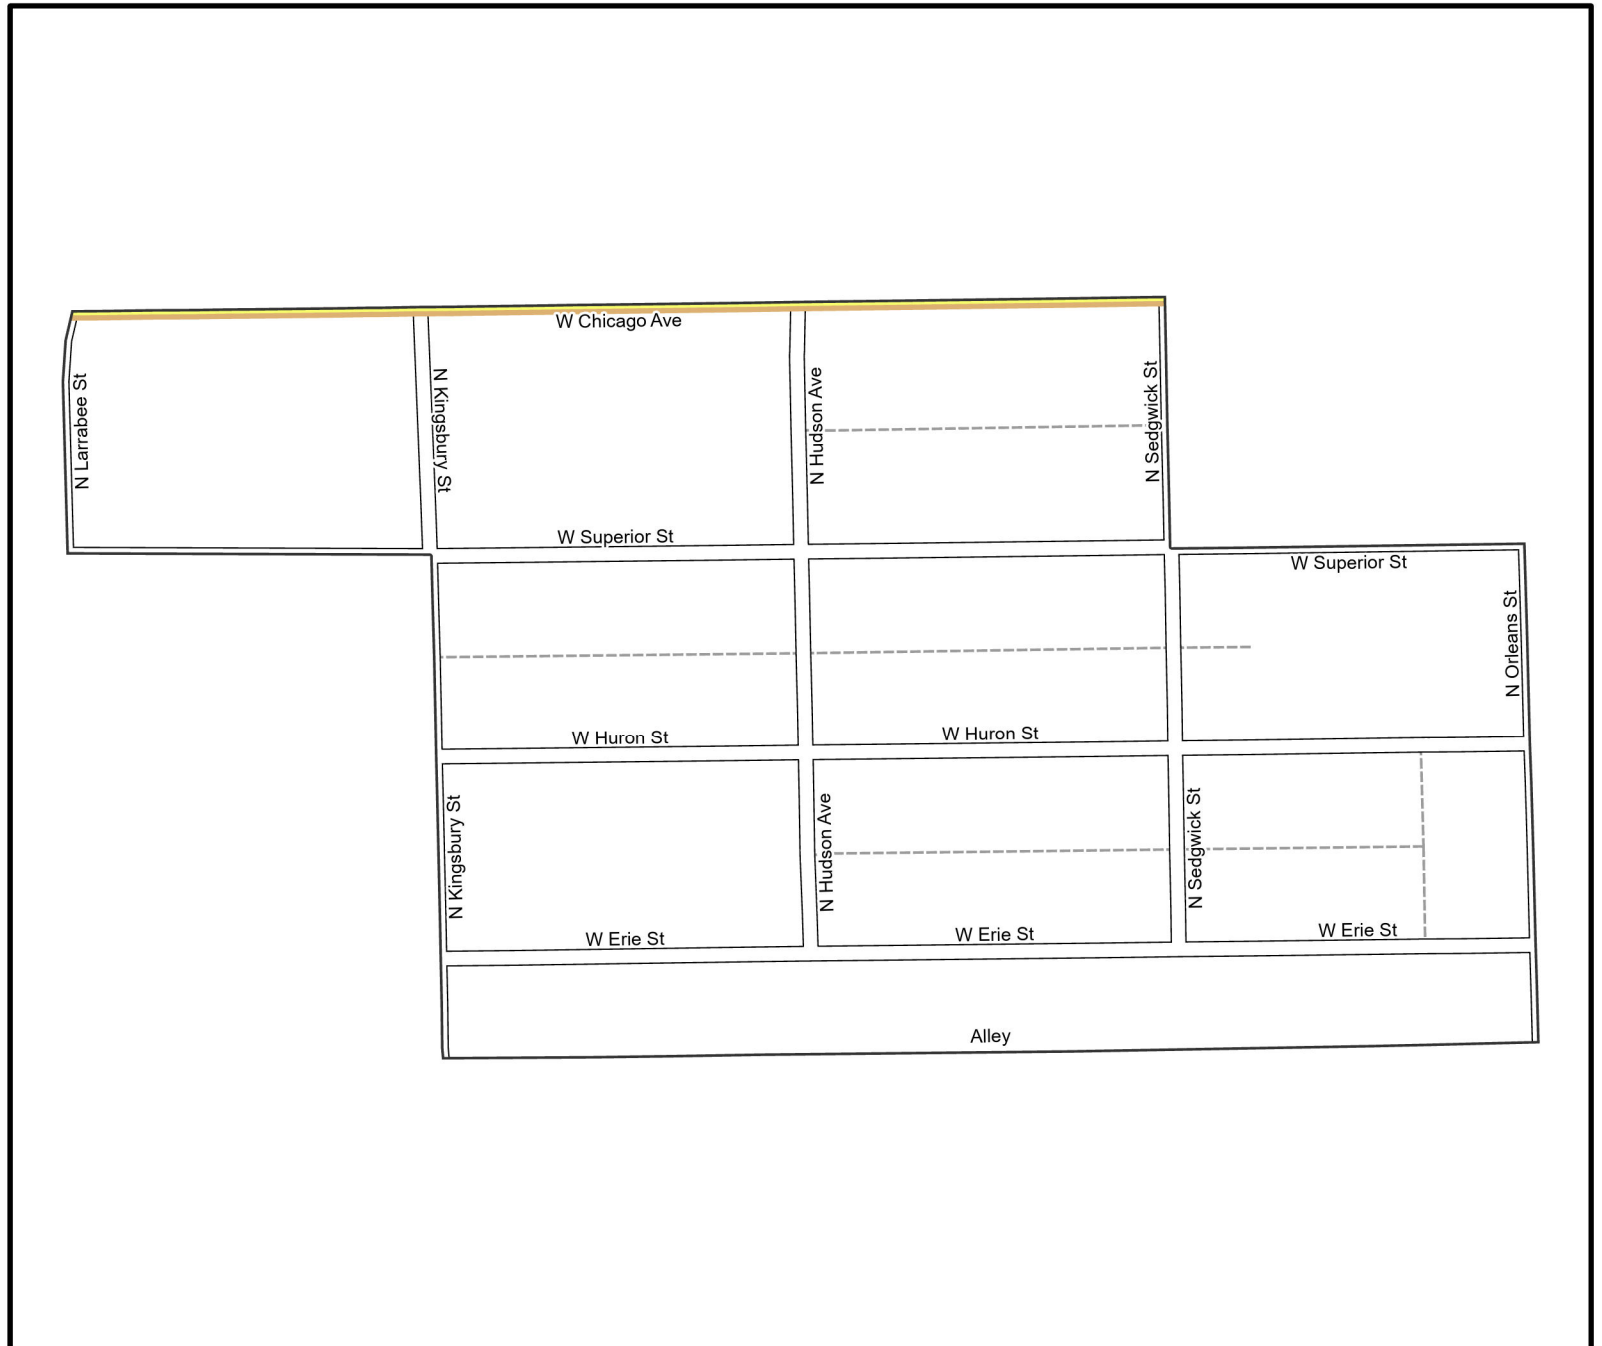 W Chicago Ave
N Larrabee St
N Kingsbury St
N Hudson Ave
N Sedgwick St
W Superior St
W Superior St
N Orleans St
W Huron St
W Huron St
N Kingsbury St
N Hudson Ave
N Sedgwick St
W Erie St
W Erie St
W Erie St
Alley